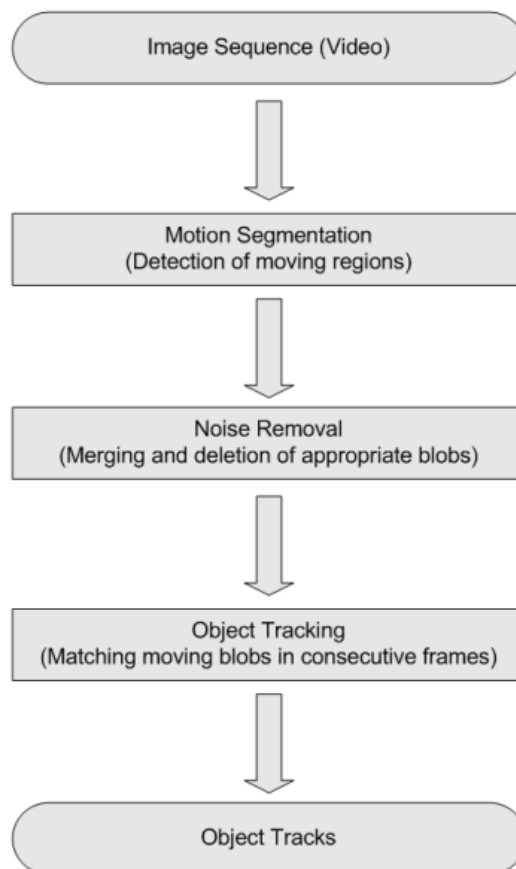 Image Sequence (Video)
Motion Segmentation
(Detection of moving regions)
Noise Removal
(Merging and deletion of appropriate blobs)
Object Tracking
(Matching moving blobs in consecutive frames)
Object Tracks